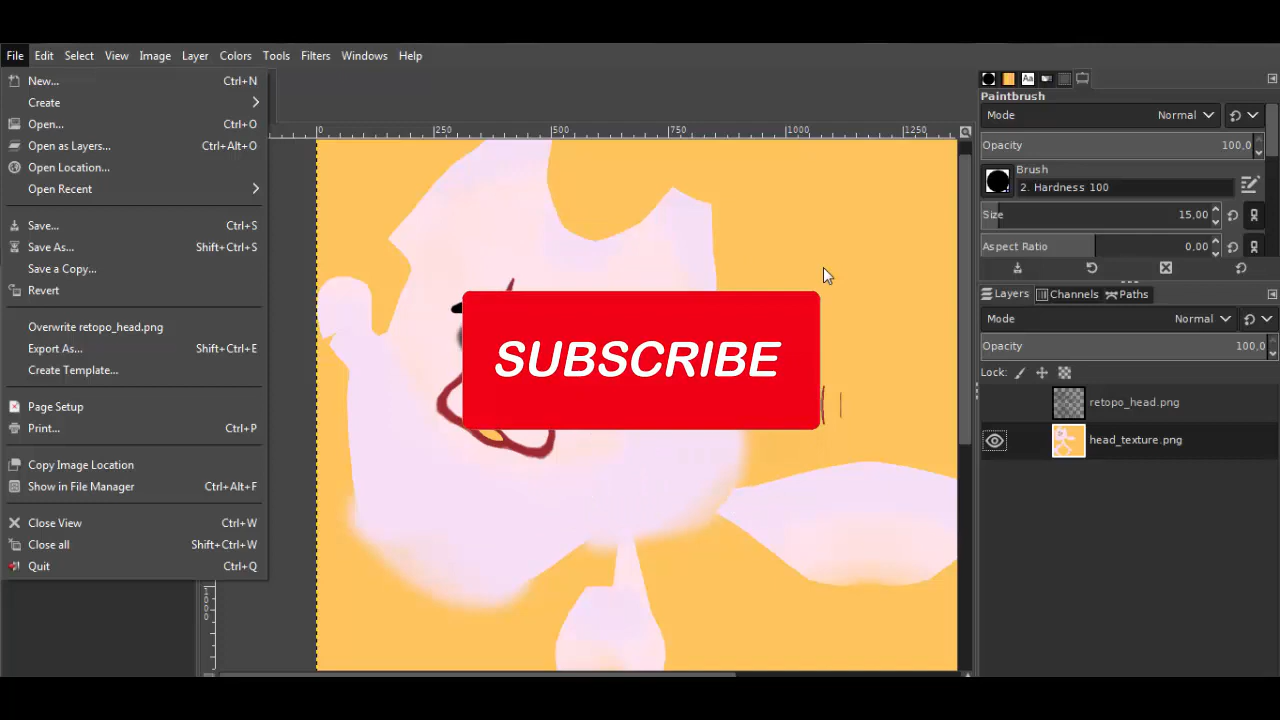 File Edit Select View Image Layer Colors Tools Filters Windows Help
New... Ctrl+N
Create
Open... Ctrl+O
Open as Layers... Ctrl+Alt+O
Open Location...
Open Recent
Save... Ctrl+S
Save As... Shift+Ctrl+S
Save a Copy...
Revert
Overwrite retopo_head.png
Export As... Shift+Ctrl+E
Create Template...
Page Setup
Print... Ctrl+P
Copy Image Location
Show in File Manager Ctrl+Alt+F
Close View Ctrl+W
Close all Shift+Ctrl+W
Quit Ctrl+Q
0 250 500 750 1000 1250
1000
SUBSCRIBE
Aa
Paintbrush
Mode Normal
Opacity 100,0
Brush
2. Hardness 100
Size 15,00
Aspect Ratio 0,00
Layers Channels Paths
Mode Normal
Opacity 100,0
Lock:
retopo_head.png
head_texture.png